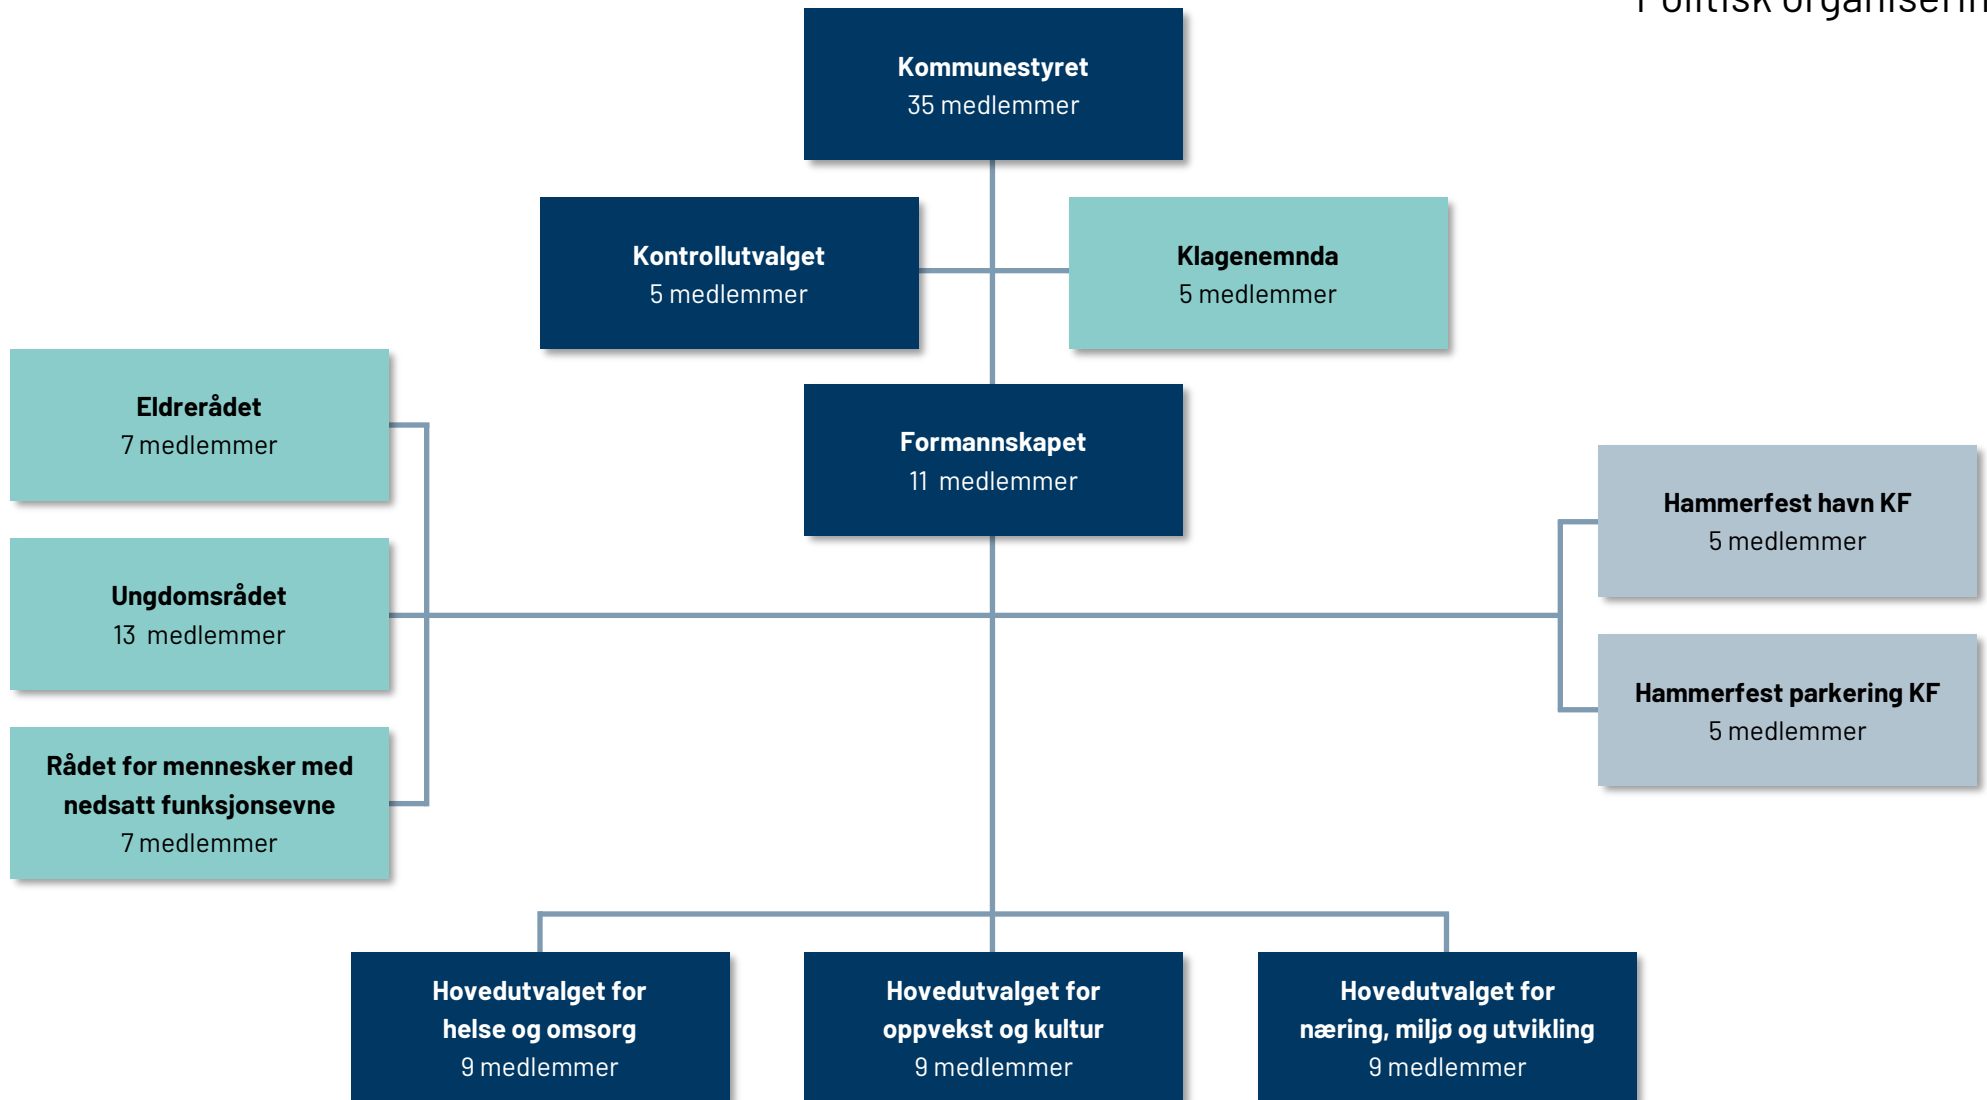 Politisk organiserin
Kommunestyret
35 medlemmer
Kontrollutvalget
5 medlemmer
Klagenemnda
5 medlemmer
Eldrerådet
7 medlemmer
Formannskapet
11 medlemmer
Hammerfest havn KF
5 medlemmer
Ungdomsrådet
13 medlemmer
Hammerfest parkering KF
5 medlemmer
Rådet for mennesker med
nedsatt funksjonsevne
7 medlemmer
Hovedutvalget for
helse og omsorg
9 medlemmer
Hovedutvalget for
oppvekst og kultur
9 medlemmer
Hovedutvalget for
næring, miljø og utvikling
9 medlemmer